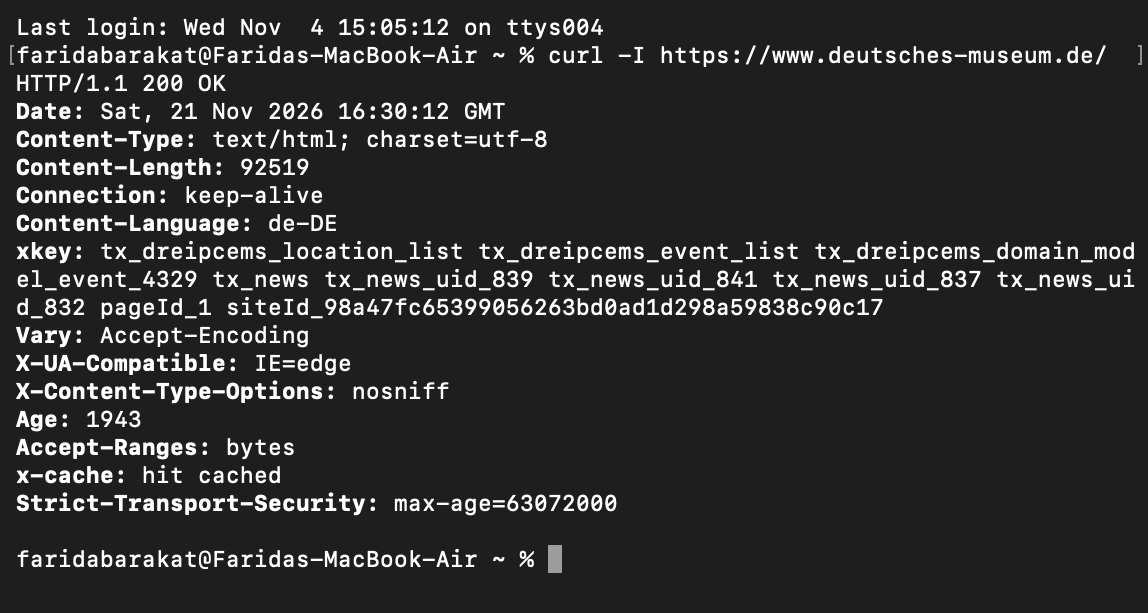 Last login: Wed Nov  4 15:05:12 on ttys004
[faridabarakat@Faridas-MacBook-Air ~ % curl -I https://www.deutsches-museum.de/  ]
HTTP/1.1 200 OK
Date: Sat, 21 Nov 2026 16:30:12 GMT
Content-Type: text/html; charset=utf-8
Content-Length: 92519
Connection: keep-alive
Content-Language: de-DE
xkey: tx_dreipcems_location_list tx_dreipcems_event_list tx_dreipcems_domain_mod
el_event_4329 tx_news tx_news_uid_839 tx_news_uid_841 tx_news_uid_837 tx_news_ui
d_832 pageId_1 siteId_98a47fc65399056263bd0ad1d298a59838c90c17
Vary: Accept-Encoding
X-UA-Compatible: IE=edge
X-Content-Type-Options: nosniff
Age: 1943
Accept-Ranges: bytes
x-cache: hit cached
Strict-Transport-Security: max-age=63072000
faridabarakat@Faridas-MacBook-Air ~ %